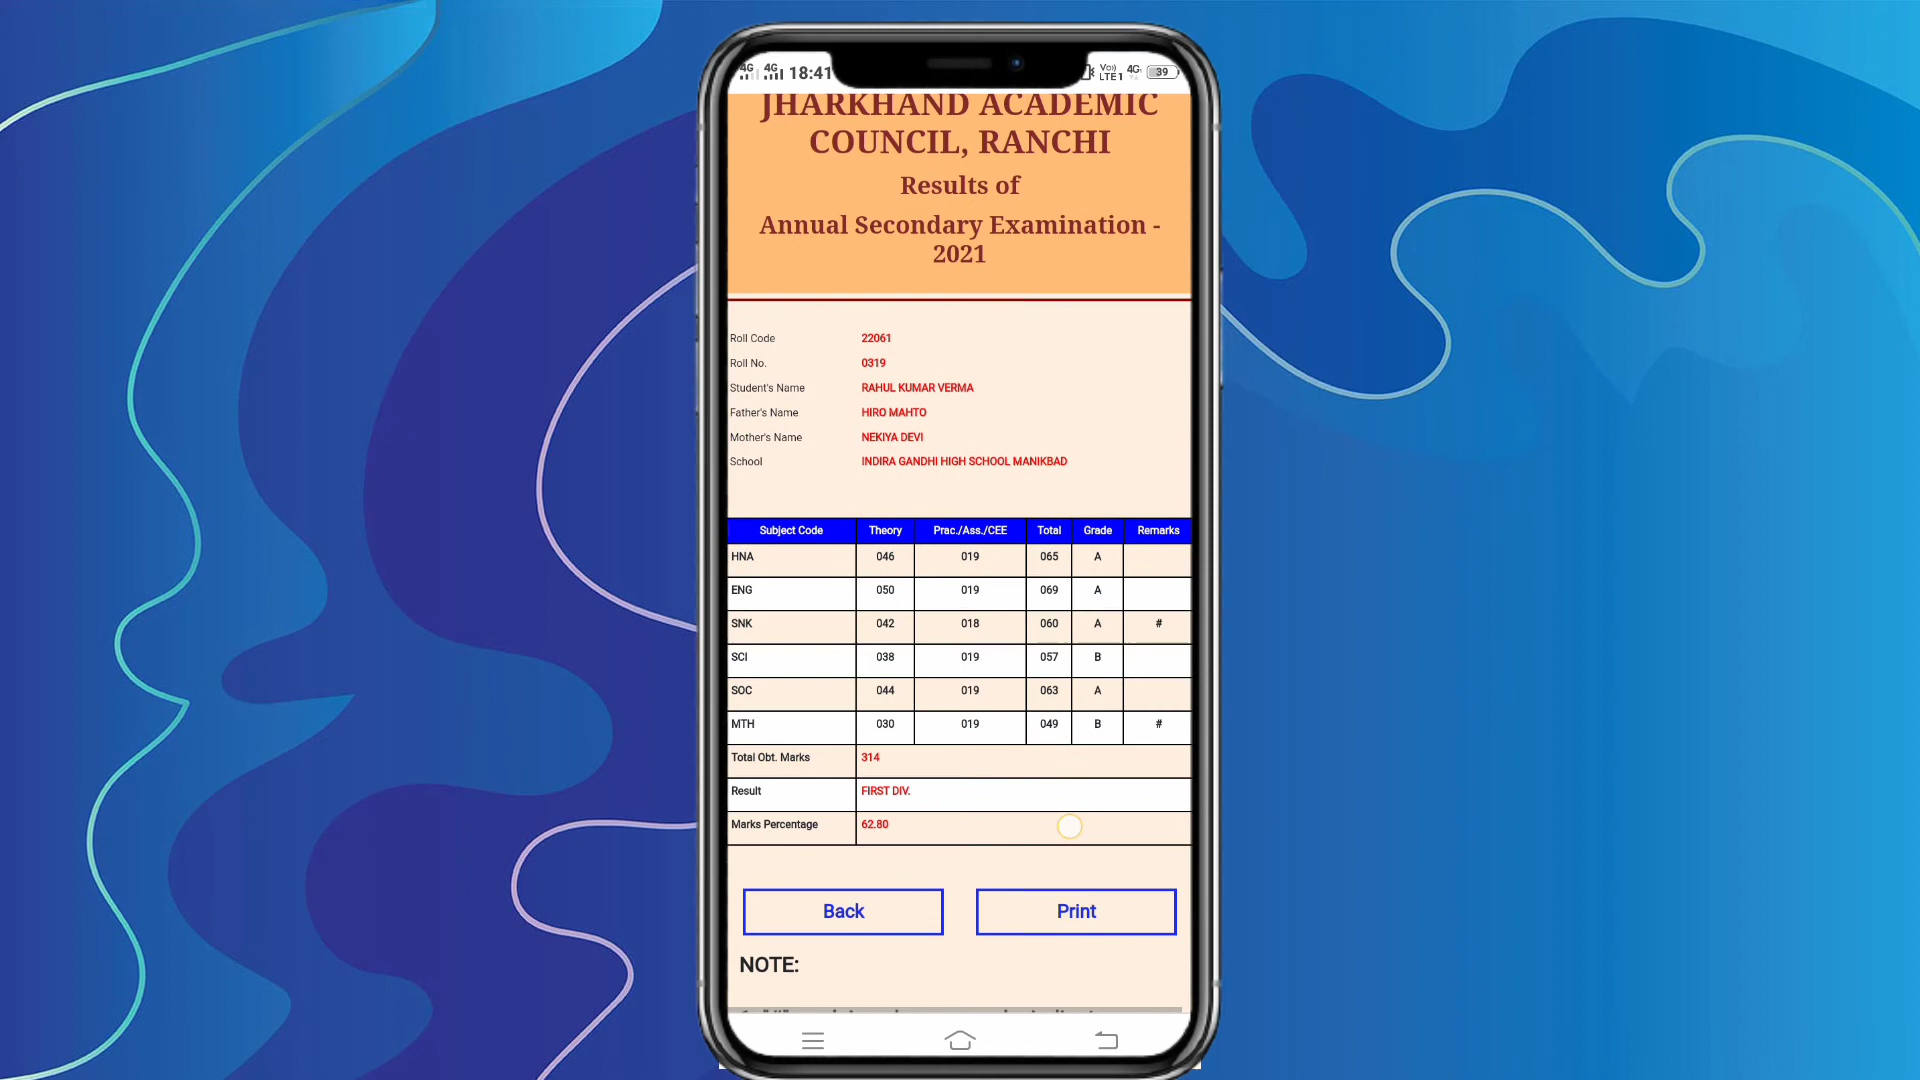 4G 4G 18:41 Vo)) LTE1 4G 39
JHARKHAND ACADEMIC
COUNCIL, RANCHI
Results of
Annual Secondary Examination -
2021
Roll Code 22061
Roll No. 0319
Student's Name RAHUL KUMAR VERMA
Father's Name HIRO MAHTO
Mother's Name NEKIYA DEVI
School INDIRA GANDHI HIGH SCHOOL MANIKBAD
Subject Code Theory Prac./Ass./CEE Total Grade Remarks
HNA 046 019 065 A
ENG 050 019 069 A
SNK 042 018 060 A #
SCI 038 019 057 B
SOC 044 019 063 A
MTH 030 019 049 B #
Total Obt. Marks 314
Result FIRST DIV.
Marks Percentage 62.80
Back Print
NOTE: